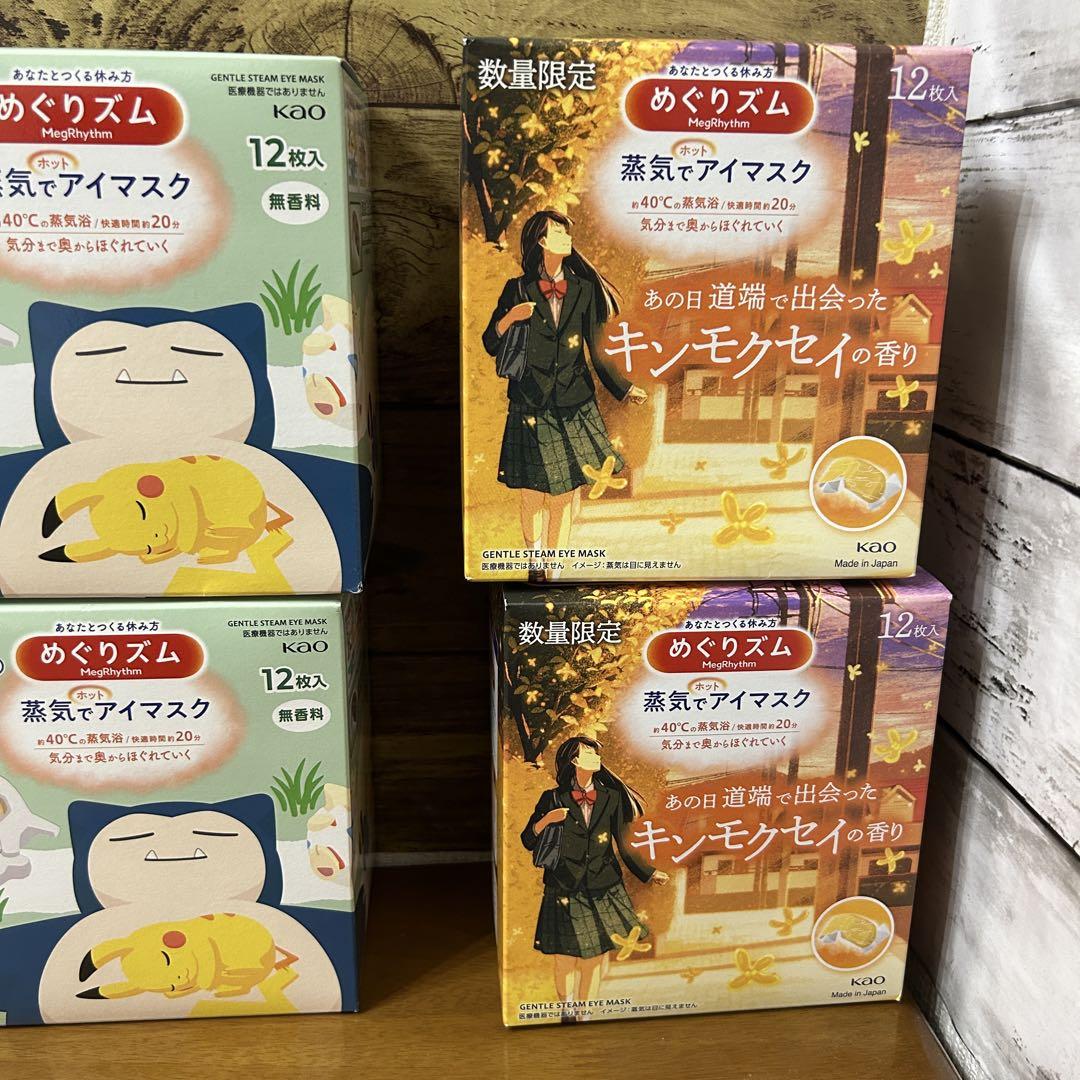 あなたとつくる休み方
GENTLE STEAM EYE MASK
医療機器ではありません
Kao
めぐりズム
MegRhythm
12枚入
無香料
ホット
蒸気でアイマスク
40℃の蒸気浴/快適時間約20分
気分まで奥からほぐれていく
数量限定
あなたとつくる休み方
めぐりズム
MegRhythm
12枚入
ホット
蒸気でアイマスク
約40℃の蒸気浴/快適時間約20分
気分まで奥からほぐれていく
あの日 道端で出会った
キンモクセイの香り
GENTLE STEAM EYE MASK
医療機器ではありません イメージ:蒸気は目に見えません
Kao
Made in Japan
あなたとつくる休み方
GENTLE STEAM EYE MASK
医療機器ではありません
Kao
めぐりズム
MegRhythm
12枚入
無香料
ホット
蒸気でアイマスク
約40℃の蒸気浴/快適時間約20分
気分まで奥からほぐれていく
数量限定
あなたとつくる休み方
めぐりズム
MegRhythm
12枚入
ホット
蒸気でアイマスク
約40℃の蒸気浴/快適時間約20分
気分まで奥からほぐれていく
あの日 道端で出会った
キンモクセイの香り
GENTLE STEAM EYE MASK
医療機器ではありません イメージ:蒸気は目に見えません
Kao
Made in Japan